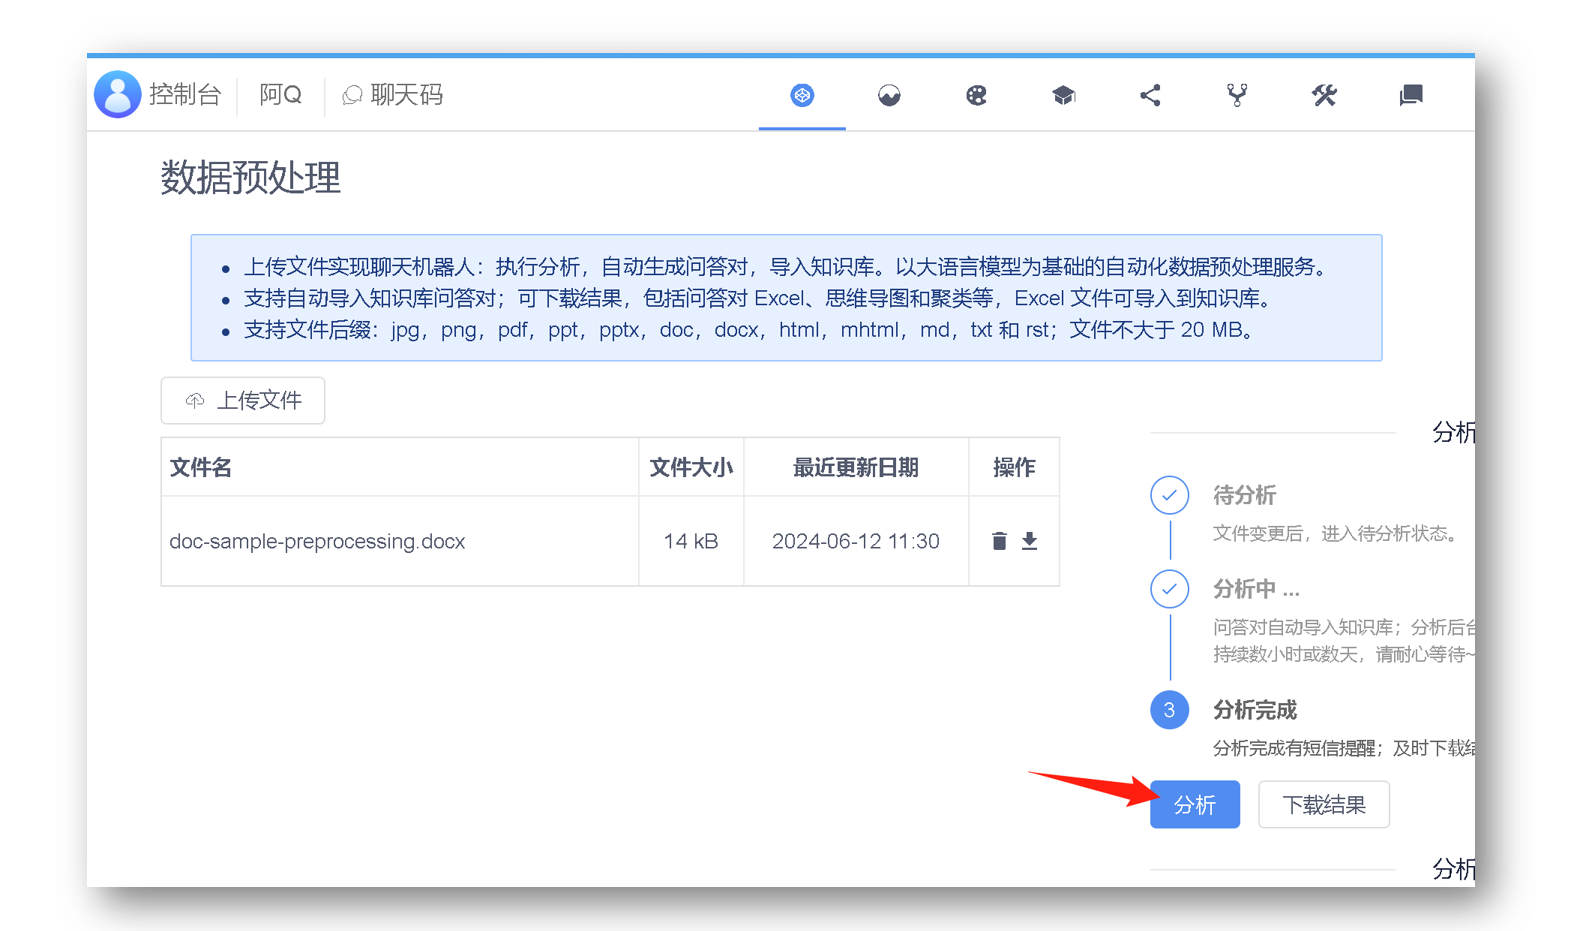 控制台 阿Q 聊天码
数据预处理
上传文件实现聊天机器人：执行分析，自动生成问答对，导入知识库。以大语言模型为基础的自动化数据预处理服务。
支持自动导入知识库问答对；可下载结果，包括问答对 Excel、思维导图和聚类等，Excel 文件可导入到知识库。
支持文件后缀：jpg，png，pdf，ppt，pptx，doc，docx，html，mhtml，md，txt 和 rst；文件不大于 20 MB。
上传文件
文件名 文件大小 最近更新日期 操作
doc-sample-preprocessing.docx 14 kB 2024-06-12 11:30
分析
待分析
文件变更后，进入待分析状态。
分析中 ...
问答对自动导入知识库；分析后台
持续数小时或数天，请耐心等待~
3 分析完成
分析完成有短信提醒；及时下载结
分析 下载结果
分析